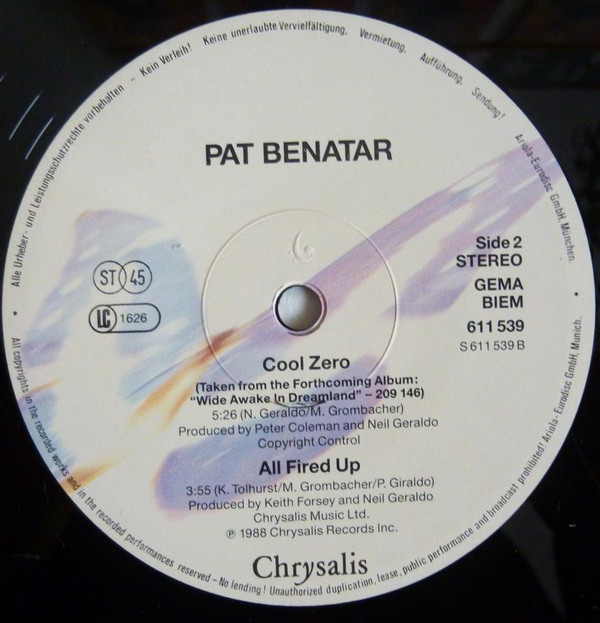 Alle Urheber- und Leistungsschutzrechte vorbehalten – Kein Verleih! Keine unerlaubte Vervielfältigung, Vermietung, Aufführung, Sendung! Ariola-Eurodisc GmbH, München.
PAT BENATAR
Side 2
STEREO
GEMA
BIEM
611 539
S 611 539 B
ST 45
LC 1626
Cool Zero
(Taken from the Forthcoming Album:
“Wide Awake In Dreamland” – 209 146)
5:26 (N. Geraldo/M. Grombacher)
Produced by Peter Coleman and Neil Geraldo
Copyright Control
All Fired Up
3:55 (K. Tolhurst/M. Grombacher/P. Giraldo)
Produced by Keith Forsey and Neil Geraldo
Chrysalis Music Ltd.
℗ 1988 Chrysalis Records Inc.
Chrysalis
All copyrights in the recorded works and in the recorded performances reserved – No lending! Unauthorized duplication, lease, public performance and broadcast prohibited! Ariola-Eurodisc GmbH, Munich.